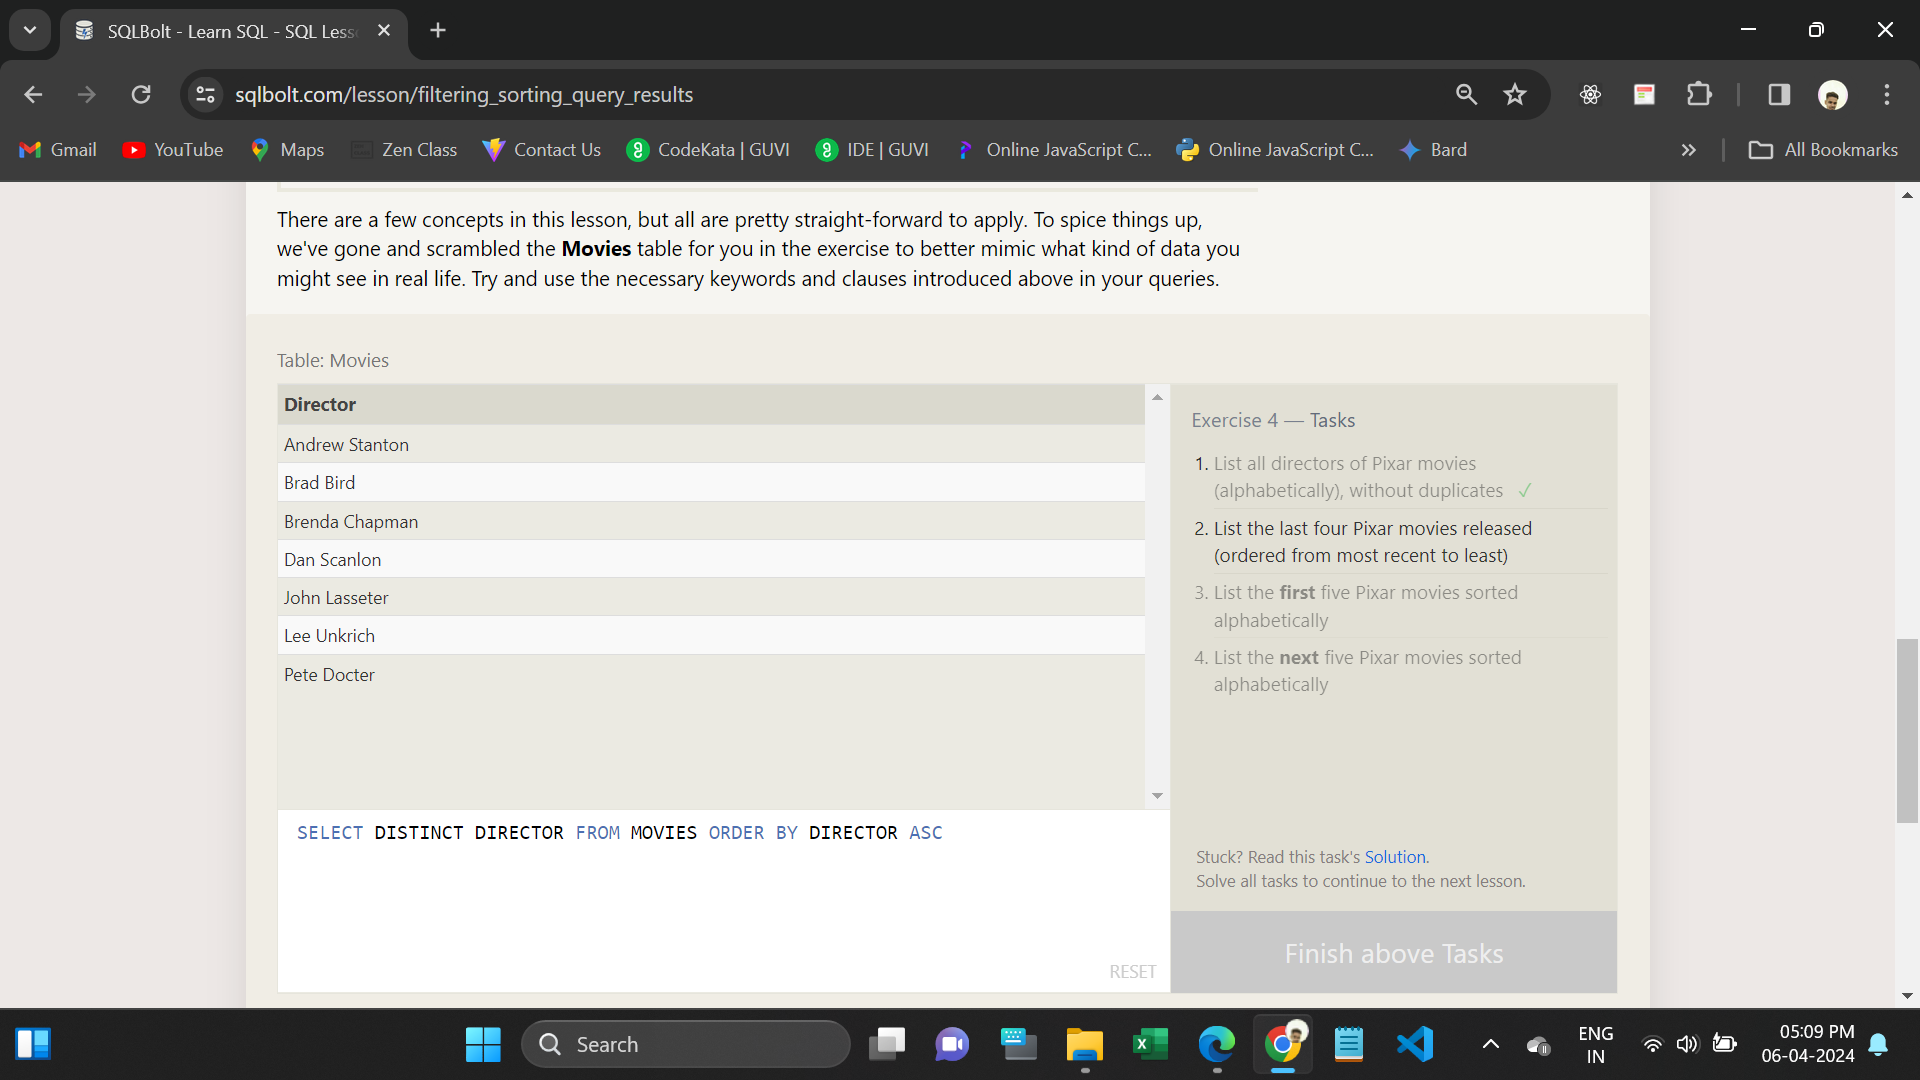 SQLBolt - Learn SQL - SQL Less
sqlbolt.com/lesson/filtering_sorting_query_results
Gmail YouTube Maps Zen Class Contact Us CodeKata | GUVI IDE | GUVI Online JavaScript C... Online JavaScript C... Bard » All Bookmarks
There are a few concepts in this lesson, but all are pretty straight-forward to apply. To spice things up,
we've gone and scrambled the Movies table for you in the exercise to better mimic what kind of data you
might see in real life. Try and use the necessary keywords and clauses introduced above in your queries.
Table: Movies
Director
Andrew Stanton
Brad Bird
Brenda Chapman
Dan Scanlon
John Lasseter
Lee Unkrich
Pete Docter
SELECT DISTINCT DIRECTOR FROM MOVIES ORDER BY DIRECTOR ASC
RESET
Exercise 4 — Tasks
1. List all directors of Pixar movies
(alphabetically), without duplicates ✓
2. List the last four Pixar movies released
(ordered from most recent to least)
3. List the first five Pixar movies sorted
alphabetically
4. List the next five Pixar movies sorted
alphabetically
Stuck? Read this task's Solution.
Solve all tasks to continue to the next lesson.
Finish above Tasks
Search
ENG
IN
05:09 PM
06-04-2024